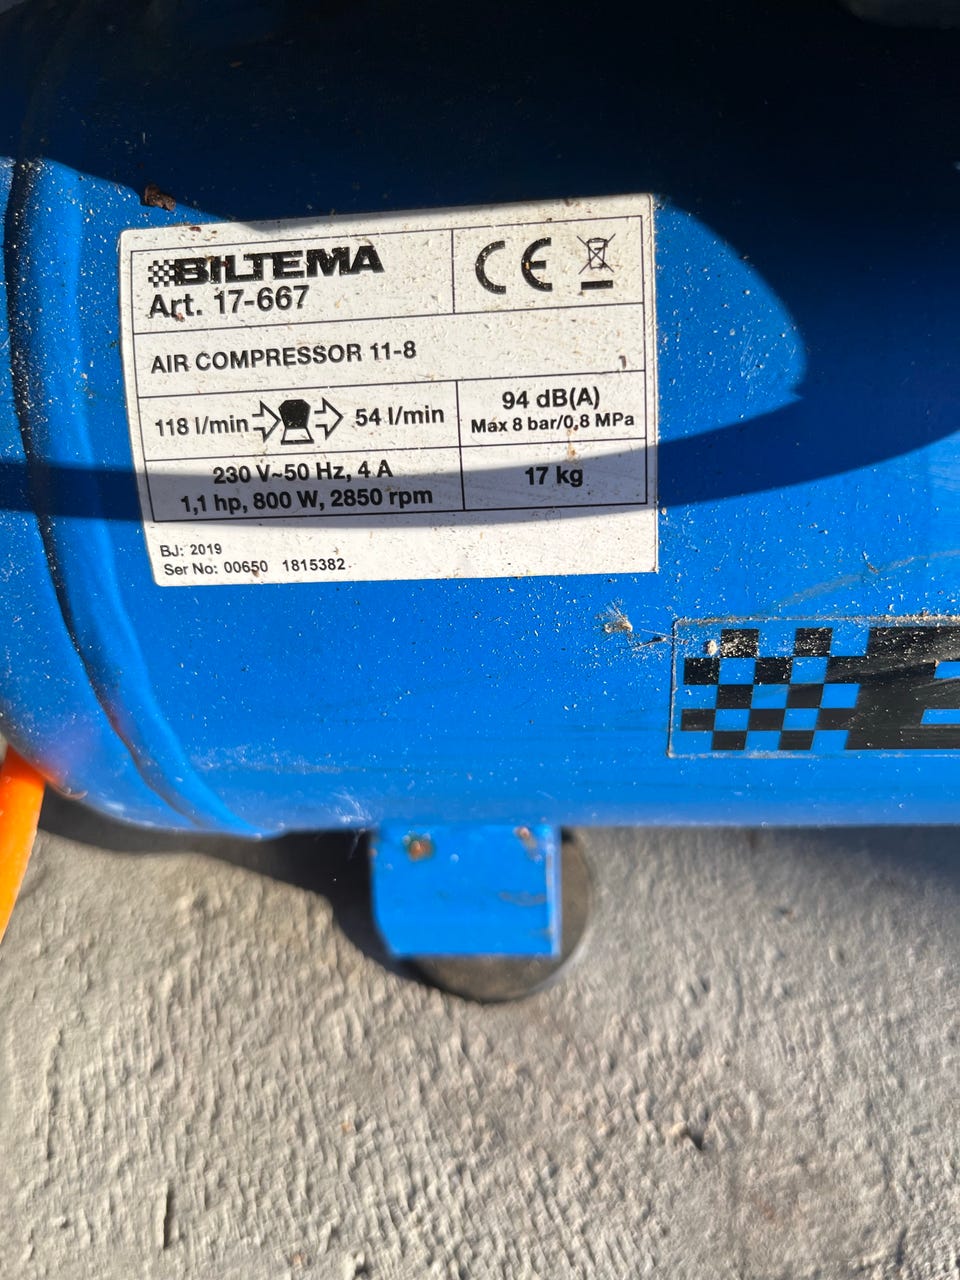 BILTEMA
Art. 17-667
CE
AIR COMPRESSOR 11-8
118 l/min 54 l/min
94 dB(A)
Max 8 bar/0,8 MPa
230 V~50 Hz, 4 A
1,1 hp, 800 W, 2850 rpm
17 kg
BJ: 2019
Ser No: 00650 1815382